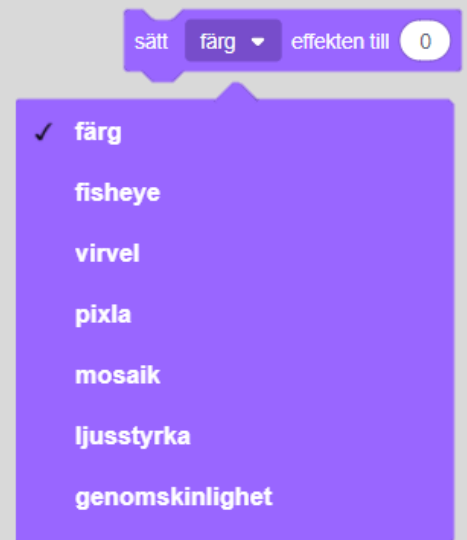 sätt färg effekten till 0
färg
fisheye
virvel
pixla
mosaik
ljusstyrka
genomskinlighet